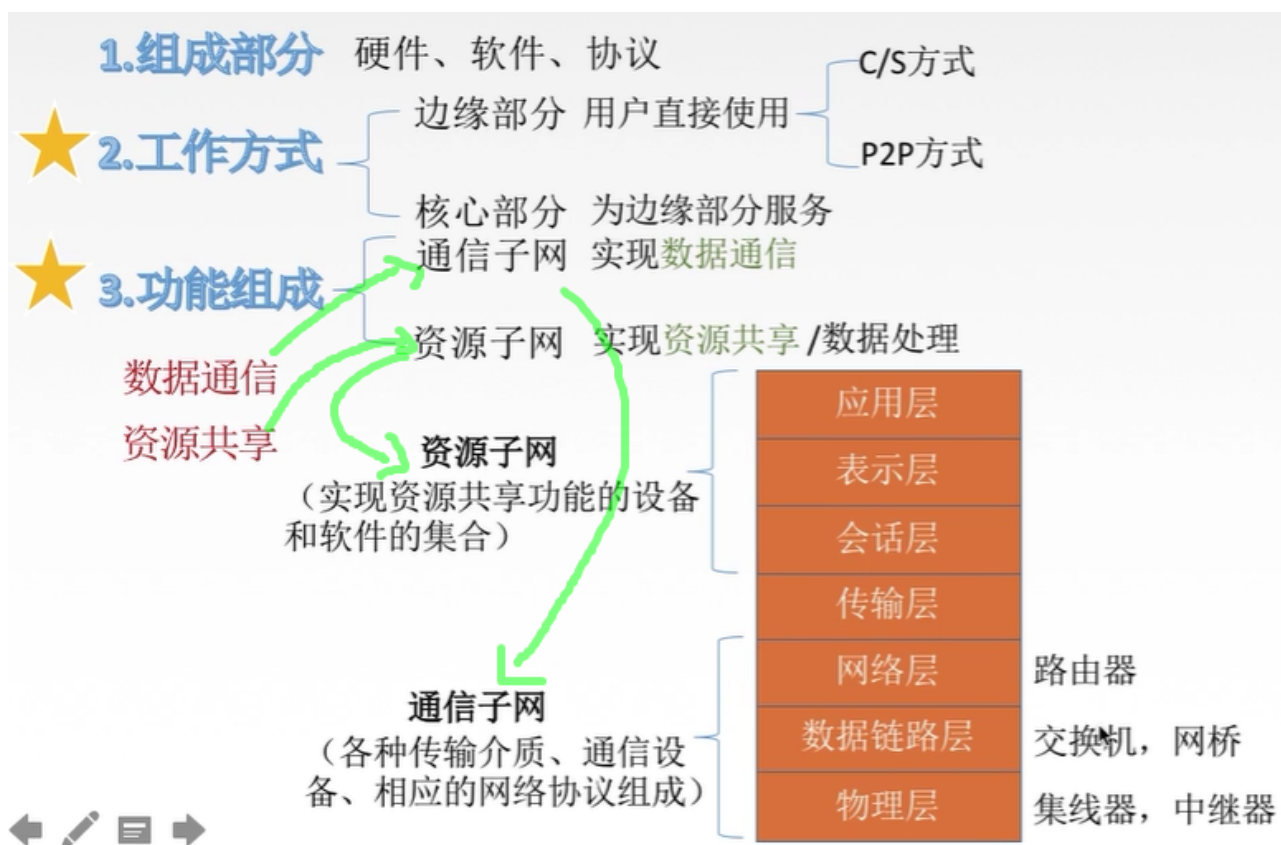 1.组成部分 硬件、软件、协议
C/S方式
边缘部分 用户直接使用
2.工作方式
P2P方式
核心部分 为边缘部分服务
通信子网 实现数据通信
3.功能组成
资源子网 实现资源共享/数据处理
数据通信
资源共享
资源子网
(实现资源共享功能的设备
和软件的集合)
应用层
表示层
会话层
传输层
网络层 路由器
通信子网
(各种传输介质、通信设
备、相应的网络协议组成)
数据链路层 交换机，网桥
物理层 集线器，中继器